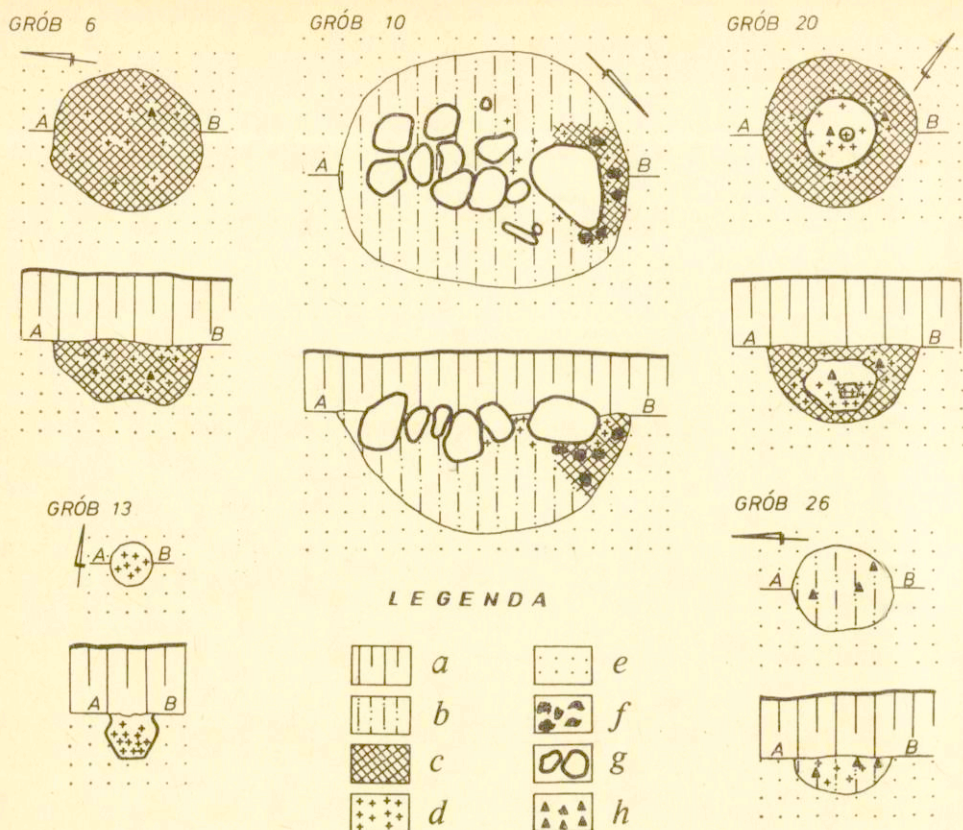 GRÓB 6
A B
A B
GRÓB 10
A B
A B
GRÓB 20
A B
A B
GRÓB 13
A B
A B
GRÓB 26
A B
A B
LEGENDA
a
b
c
d
e
f
g
h